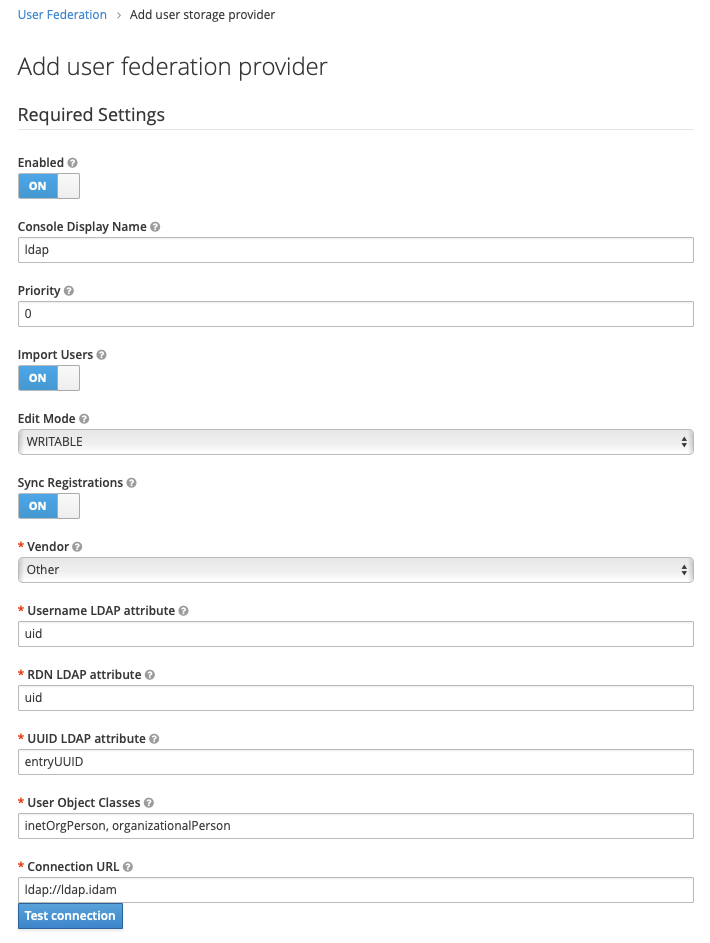 User Federation > Add user storage provider
Add user federation provider
Required Settings
Enabled ?
ON
Console Display Name ?
ldap
Priority ?
0
Import Users ?
ON
Edit Mode ?
WRITABLE
Sync Registrations ?
ON
* Vendor ?
Other
* Username LDAP attribute ?
uid
* RDN LDAP attribute ?
uid
* UUID LDAP attribute ?
entryUUID
* User Object Classes ?
inetOrgPerson, organizationalPerson
* Connection URL ?
ldap://ldap.idam
Test connection